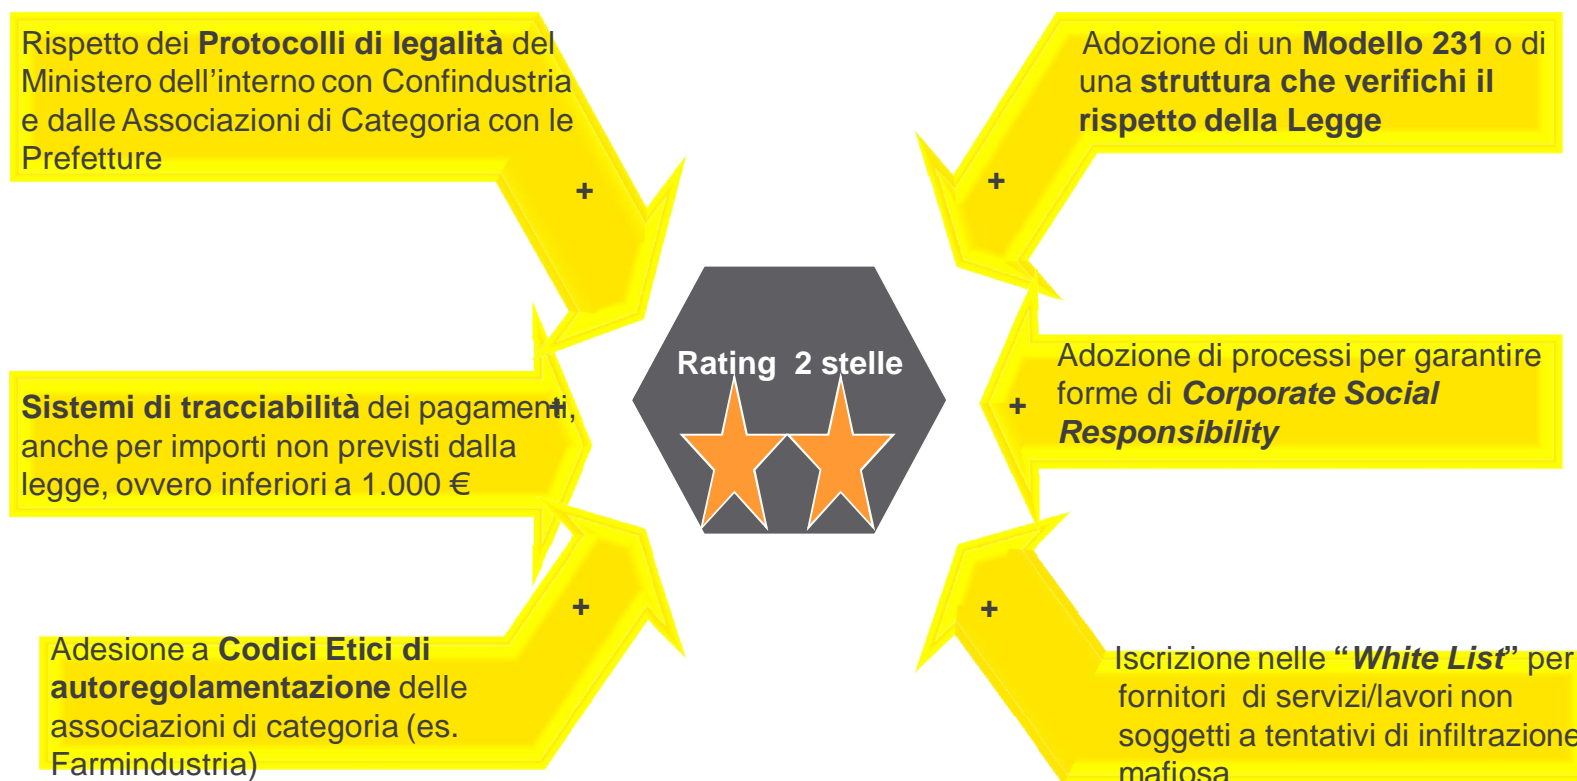 Rispetto dei Protocolli di legalità del
Ministero dell'interno con Confindustria
e dalle Associazioni di Categoria con le
Prefetture
+
Adozione di un Modello 231 o di
una struttura che verifichi il
rispetto della Legge
+
Rating 2 stelle
Sistemi di tracciabilità dei pagamenti,
anche per importi non previsti dalla
legge, ovvero inferiori a 1.000 €
+
Adozione di processi per garantire
forme di Corporate Social
Responsibility
+
Adesione a Codici Etici di
autoregolamentazione delle
associazioni di categoria (es.
Farmindustria)
+
Iscrizione nelle “White List” per
fornitori di servizi/lavori non
soggetti a tentativi di infiltrazione
mafiosa
+